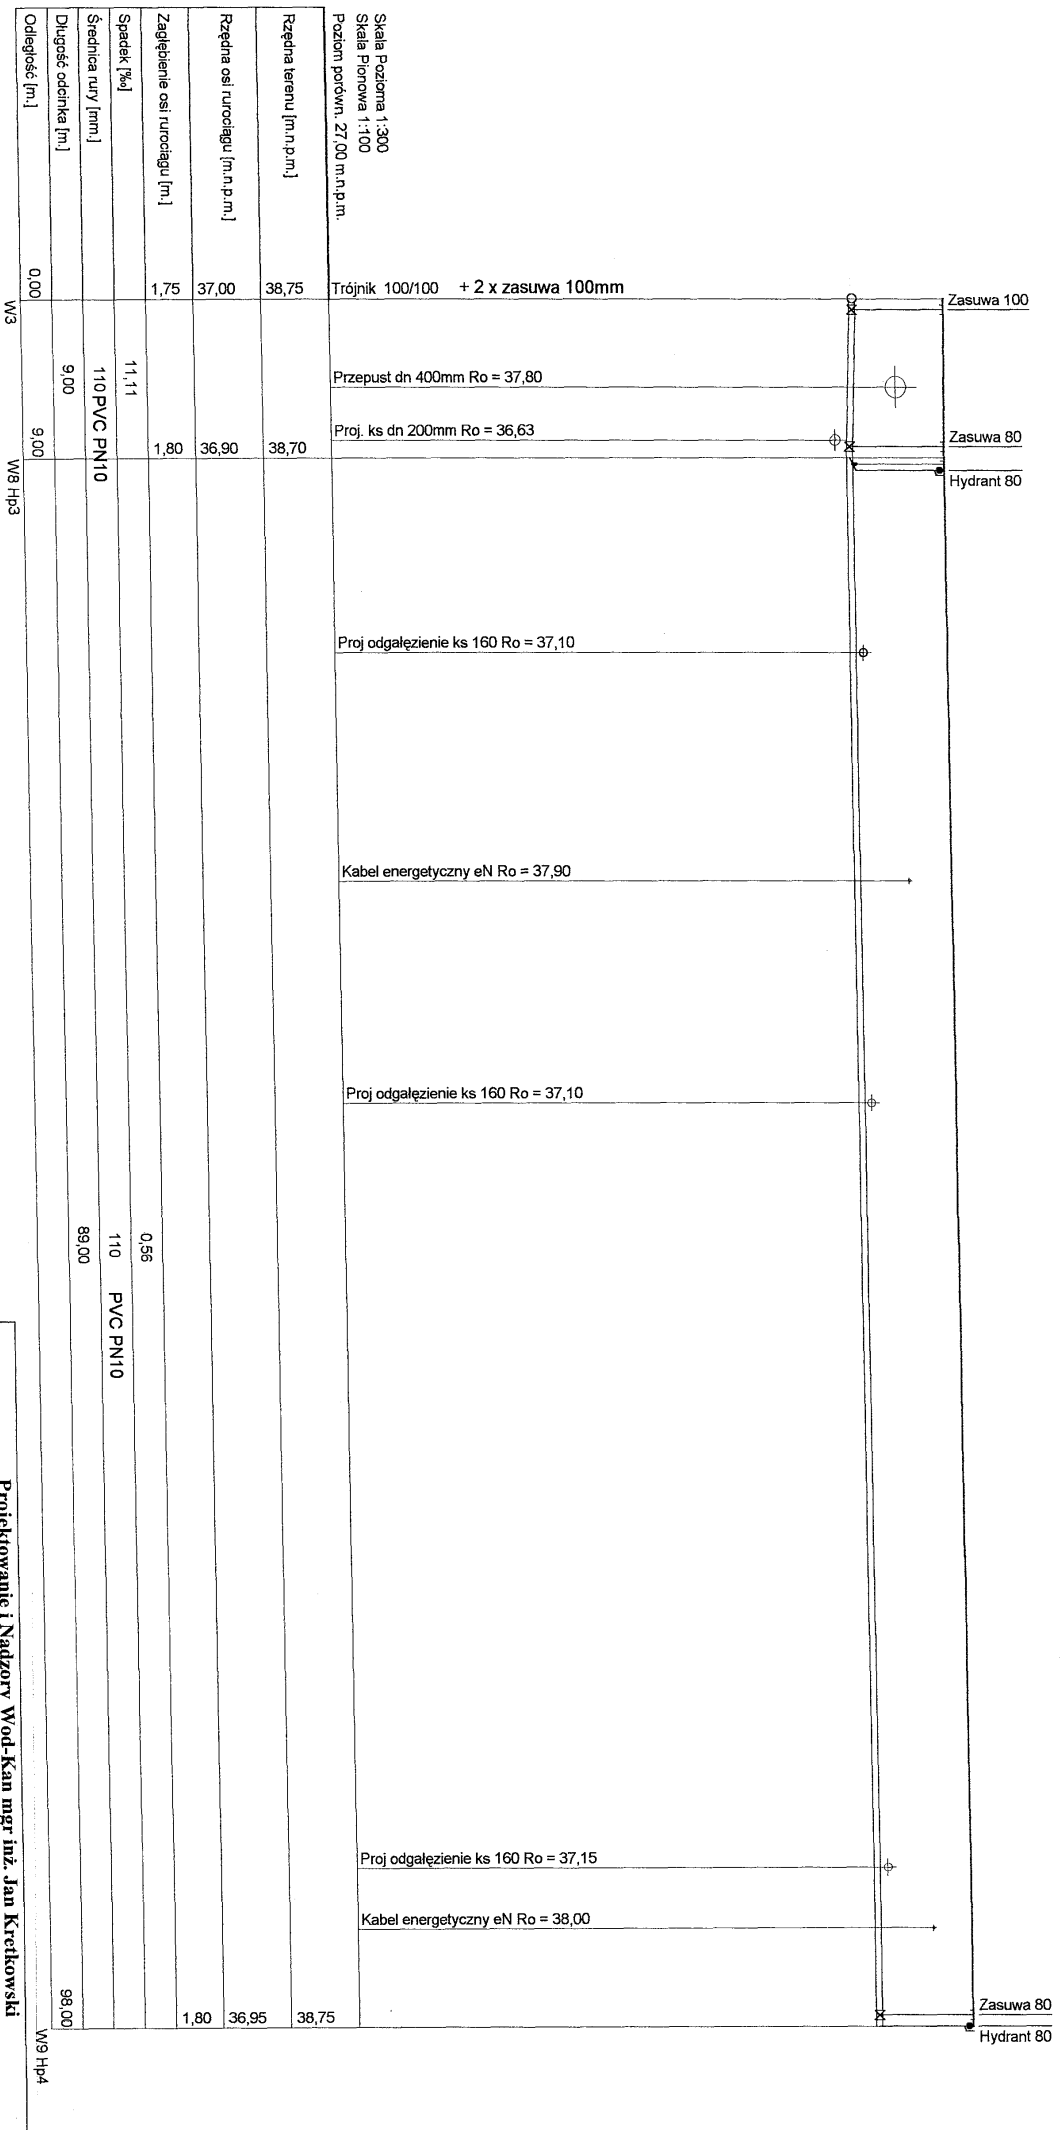 Skala Pozioma 1:300
Skala Pionowa 1:100
Poziom porówn. 27,00 m.n.p.m.
Rzędna terenu [m.n.p.m.]
Rzędna osi rurociągu [m.n.p.m.]
Zagłębienie osi rurociągu [m.]
Spadek [‰]
Średnica rury [mm.]
Długość odcinka [m.]
Odległość [m.]
Trójnik 100/100 + 2 x zasuwa 100mm
Zasuwa 100
38,75
37,00
1,75
0,00
W3
Przepust dn 400mm Ro = 37,80
11,11
110 PVC PN10
9,00
Proj. ks dn 200mm Ro = 36,63
Zasuwa 80
Hydrant 80
38,70
36,90
1,80
9,00
W8 Hp3
Proj odgałęzienie ks 160 Ro = 37,10
Kabel energetyczny eN Ro = 37,90
Proj odgałęzienie ks 160 Ro = 37,10
0,56
110 PVC PN10
89,00
Proj odgałęzienie ks 160 Ro = 37,15
Kabel energetyczny eN Ro = 38,00
Zasuwa 80
Hydrant 80
38,75
36,95
1,80
98,00
W9 Hp4
Projektowanie i Nadzory Wod-Kan mgr inż. Jan Kretkowski